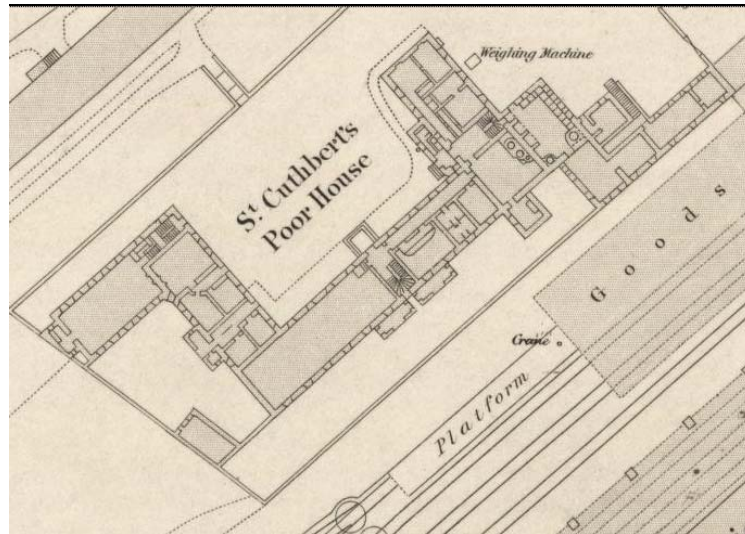 Weighing Machine
St. Cuthbert's
Poor House
Goods
Crane
Platform